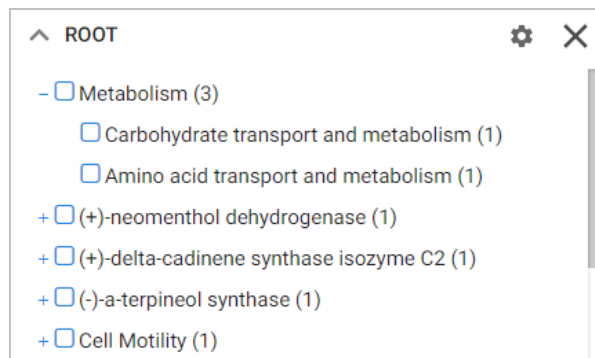 ROOT
Metabolism (3)
Carbohydrate transport and metabolism (1)
Amino acid transport and metabolism (1)
(+)-neomenthol dehydrogenase (1)
(+)-delta-cadinene synthase isozyme C2 (1)
(-)-a-terpineol synthase (1)
Cell Motility (1)